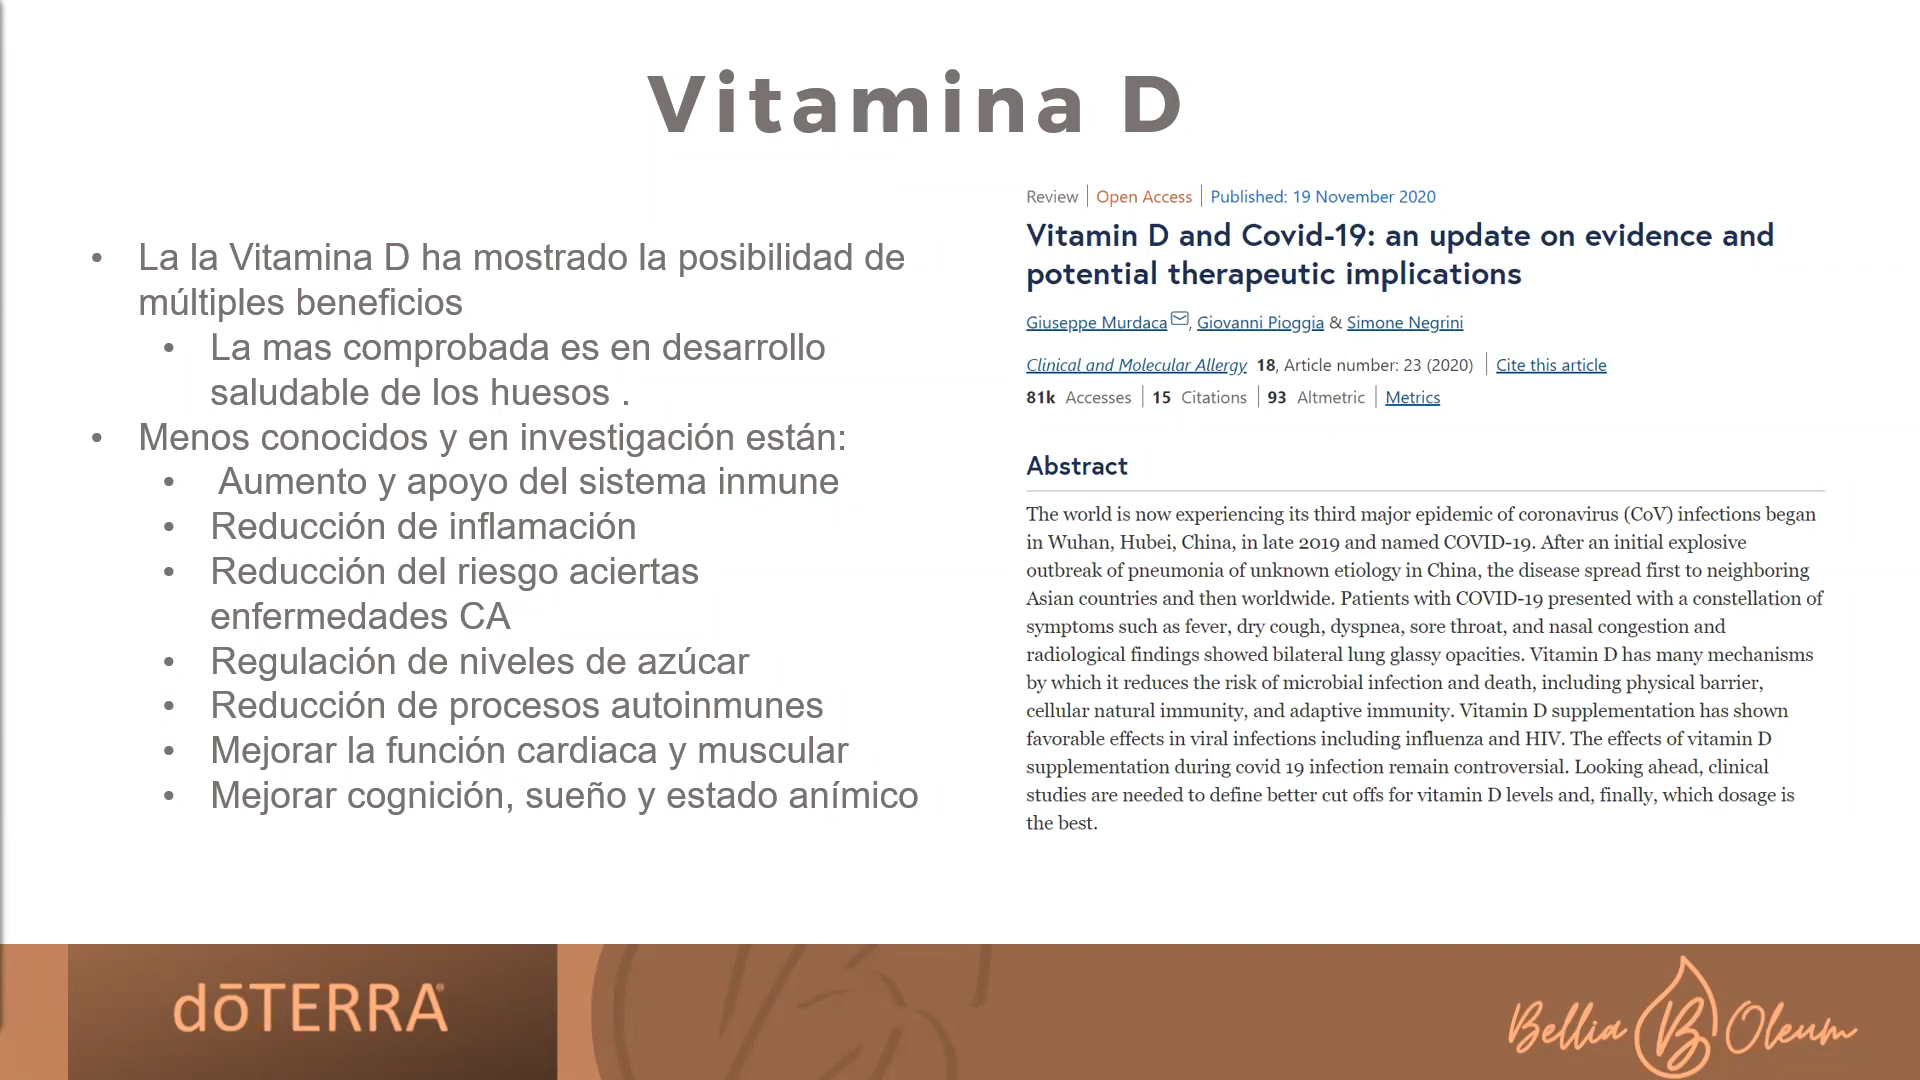 Vitamina D
• La la Vitamina D ha mostrado la posibilidad de
múltiples beneficios
• La mas comprobada es en desarrollo
saludable de los huesos .
• Menos conocidos y en investigación están:
• Aumento y apoyo del sistema inmune
• Reducción de inflamación
• Reducción del riesgo aciertas
enfermedades CA
• Regulación de niveles de azúcar
• Reducción de procesos autoinmunes
• Mejorar la función cardiaca y muscular
• Mejorar cognición, sueño y estado anímico
Review | Open Access | Published: 19 November 2020
Vitamin D and Covid-19: an update on evidence and
potential therapeutic implications
Giuseppe Murdaca, Giovanni Pioggia & Simone Negrini
Clinical and Molecular Allergy 18, Article number: 23 (2020) | Cite this article
81k Accesses | 15 Citations | 93 Altmetric | Metrics
Abstract
The world is now experiencing its third major epidemic of coronavirus (CoV) infections began
in Wuhan, Hubei, China, in late 2019 and named COVID-19. After an initial explosive
outbreak of pneumonia of unknown etiology in China, the disease spread first to neighboring
Asian countries and then worldwide. Patients with COVID-19 presented with a constellation of
symptoms such as fever, dry cough, dyspnea, sore throat, and nasal congestion and
radiological findings showed bilateral lung glassy opacities. Vitamin D has many mechanisms
by which it reduces the risk of microbial infection and death, including physical barrier,
cellular natural immunity, and adaptive immunity. Vitamin D supplementation has shown
favorable effects in viral infections including influenza and HIV. The effects of vitamin D
supplementation during covid 19 infection remain controversial. Looking ahead, clinical
studies are needed to define better cut offs for vitamin D levels and, finally, which dosage is
the best.
dōTERRA®
Bellia B Oleum